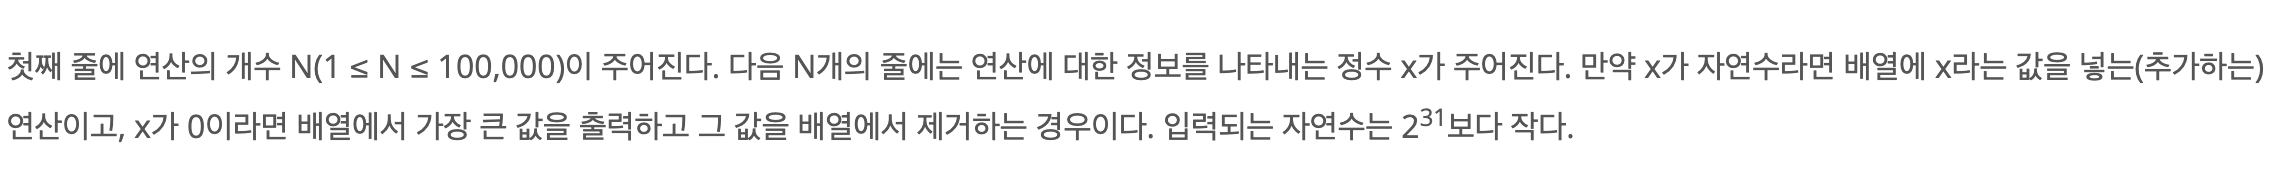 첫째 줄에 연산의 개수 N(1 ≤ N ≤ 100,000)이 주어진다. 다음 N개의 줄에는 연산에 대한 정보를 나타내는 정수 x가 주어진다. 만약 x가 자연수라면 배열에 x라는 값을 넣는(추가하는)
연산이고, x가 0이라면 배열에서 가장 큰 값을 출력하고 그 값을 배열에서 제거하는 경우이다. 입력되는 자연수는 2³¹보다 작다.